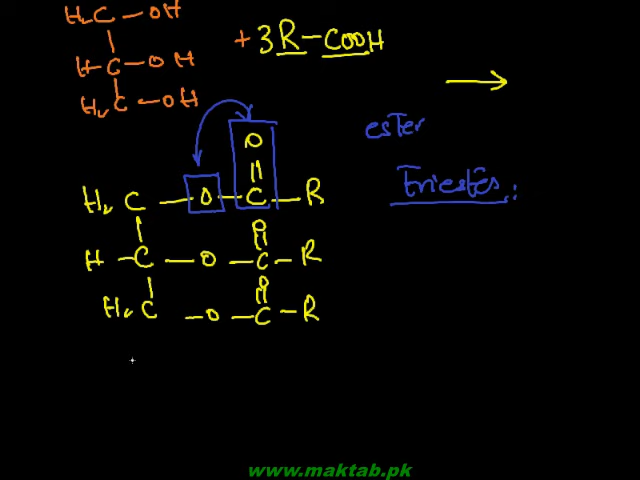 H₂C – OH
H – C – OH
H₂C – OH
+ 3R – COOH
⟶
ester
Triesters:
O
||
H₂C – O – C – R
O
||
H – C – O – C – R
O
||
H₂C – O – C – R
www.maktab.pk